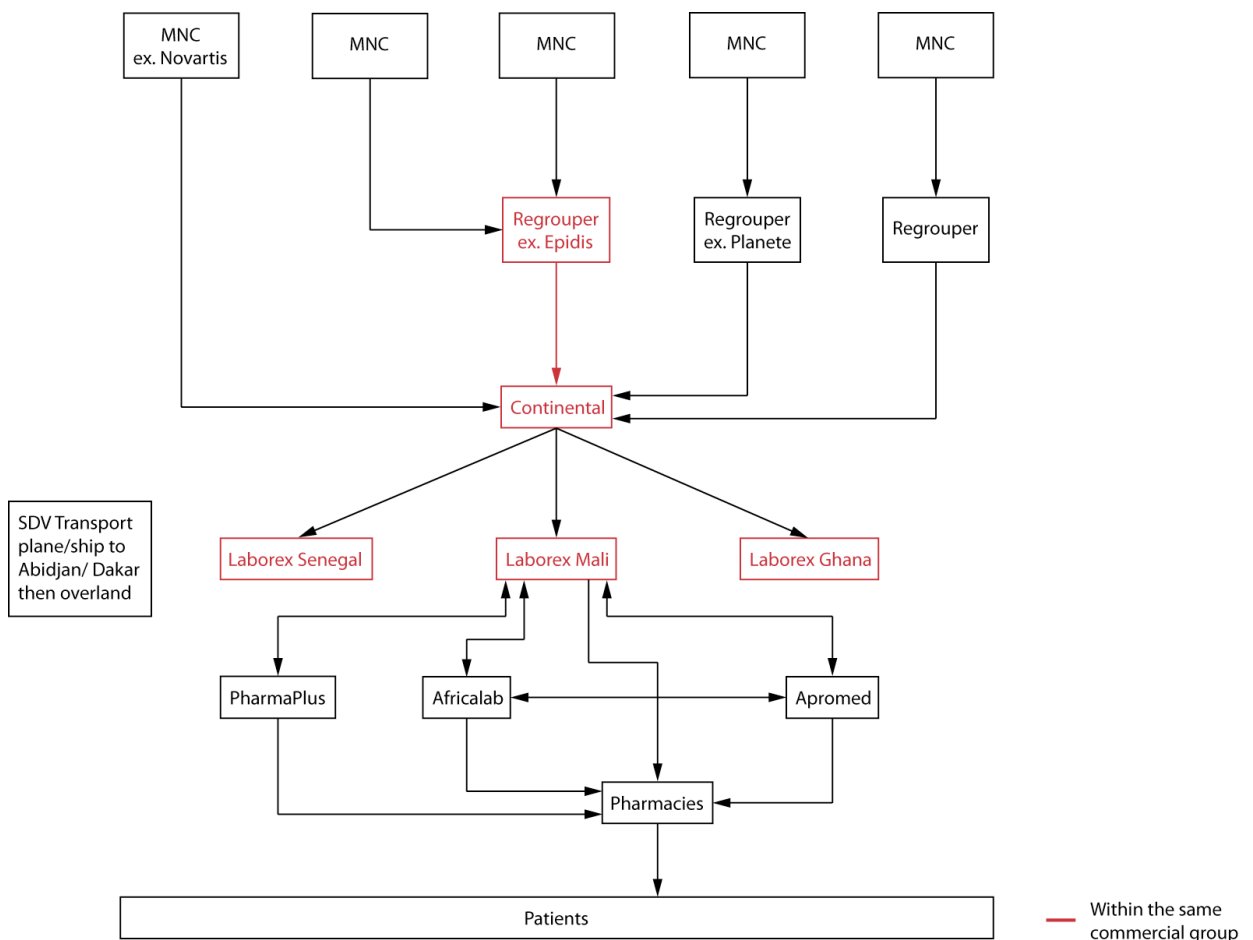 MNC
ex. Novartis
MNC
MNC
MNC
MNC
Regrouper
ex. Epidis
Regrouper
ex. Planete
Regrouper
Continental
SDV Transport
plane/ship to
Abidjan/ Dakar
then overland
Laborex Senegal
Laborex Mali
Laborex Ghana
PharmaPlus
Africalab
Apromed
Pharmacies
Patients
Within the same
commercial group